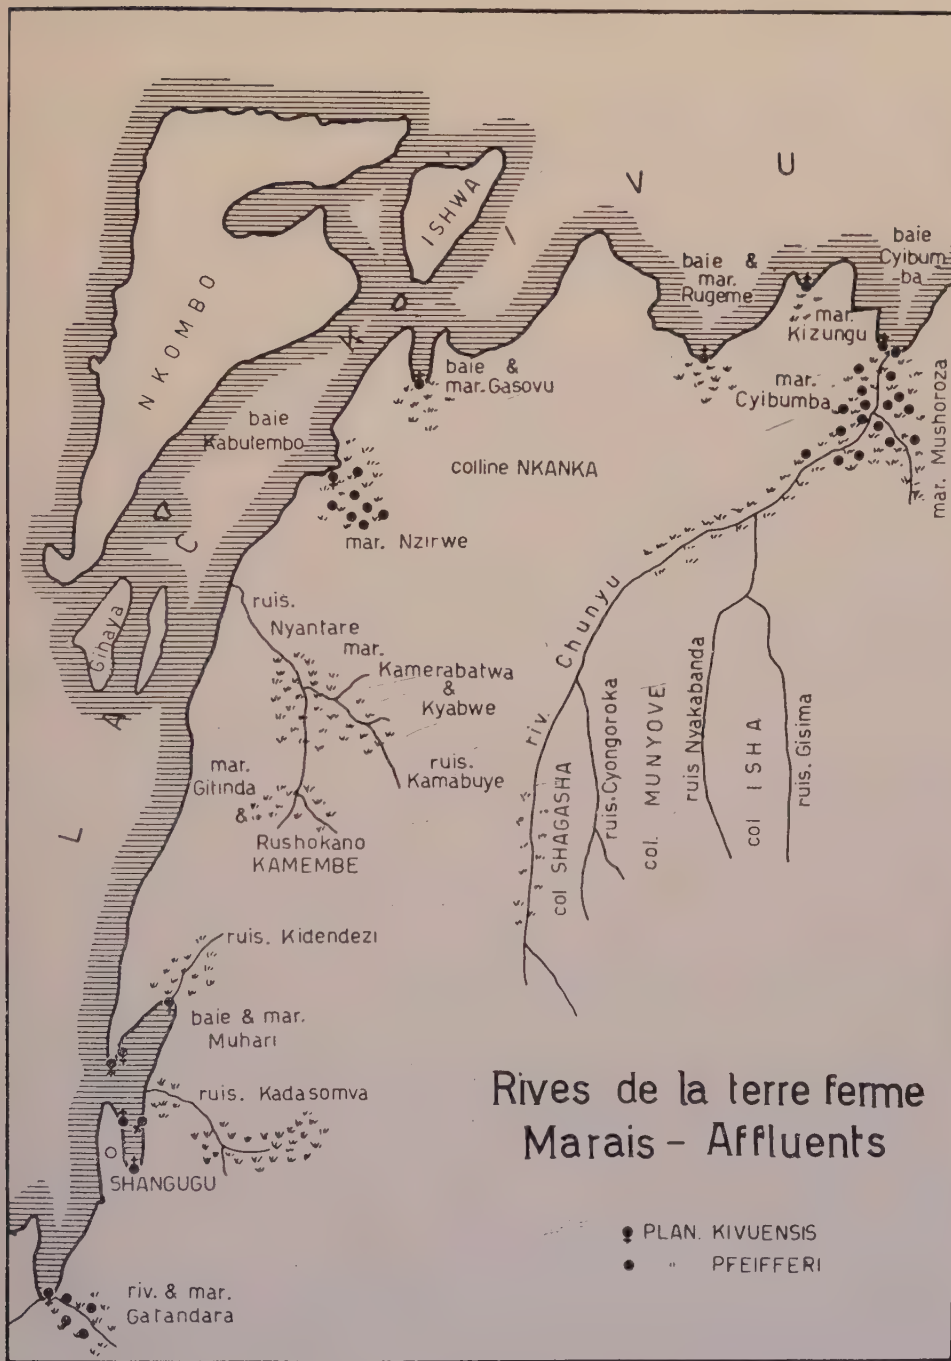 LAC KIVU
NKOMBO
ISHWA
baie &
mar.
Rugeme
baie
Cyibum-
-ba
mar.
Kizungu
baie &
mar. Gasovu
mar.
Cyibumba
mar. Mushoroza
baie
Kabutembo
colline NKANKA
mar. Nzirwe
Gihaya
ruis.
Nyantare
mar.
Kamerabatwa
&
Kyabwe
ruis.
Kamabuye
mar.
Gitinda
&
Rushokano
KAMEMBE
riv. Chunyu
col SHAGASHA
ruis. Cyongoroka
col. MUNYOVE
ruis Nyakabanda
col ISHA
ruis. Gisima
ruis. Kidendezi
baie & mar.
Muhari
ruis. Kadasomva
SHANGUGU
riv. & mar.
Gatandara
Rives de la terre ferme
Marais - Affluents
PLAN. KIVUENSIS
" PFEIFFERI